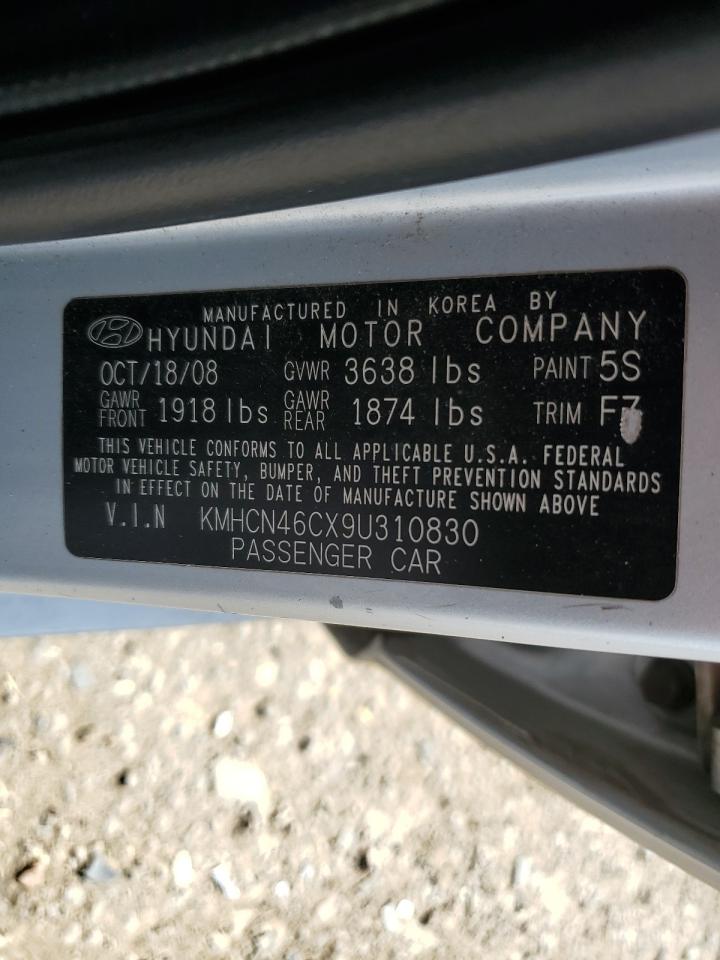 MANUFACTURED IN KOREA BY
HYUNDAI MOTOR COMPANY
OCT/18/08 GVWR 3638 lbs PAINT 5S
GAWR FRONT 1918 lbs GAWR REAR 1874 lbs TRIM
THIS VEHICLE CONFORMS TO ALL APPLICABLE U.S.A. FEDERAL
MOTOR VEHICLE SAFETY, BUMPER, AND THEFT PREVENTION STANDARDS
IN EFFECT ON THE DATE OF MANUFACTURE SHOWN ABOVE
V.I.N KMHCN46CX9U310830
PASSENGER CAR